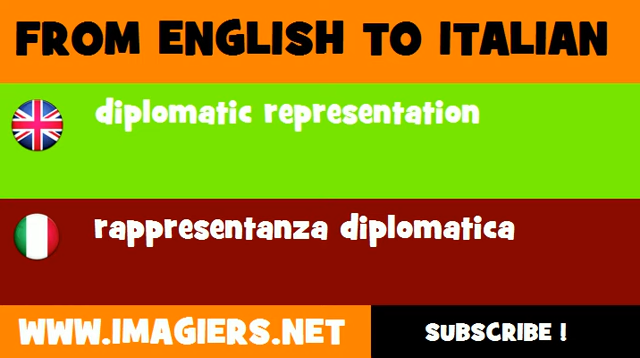 FROM ENGLISH TO ITALIAN
diplomatic representation
rappresentanza diplomatica
WWW.IMAGIERS.NET
SUBSCRIBE !